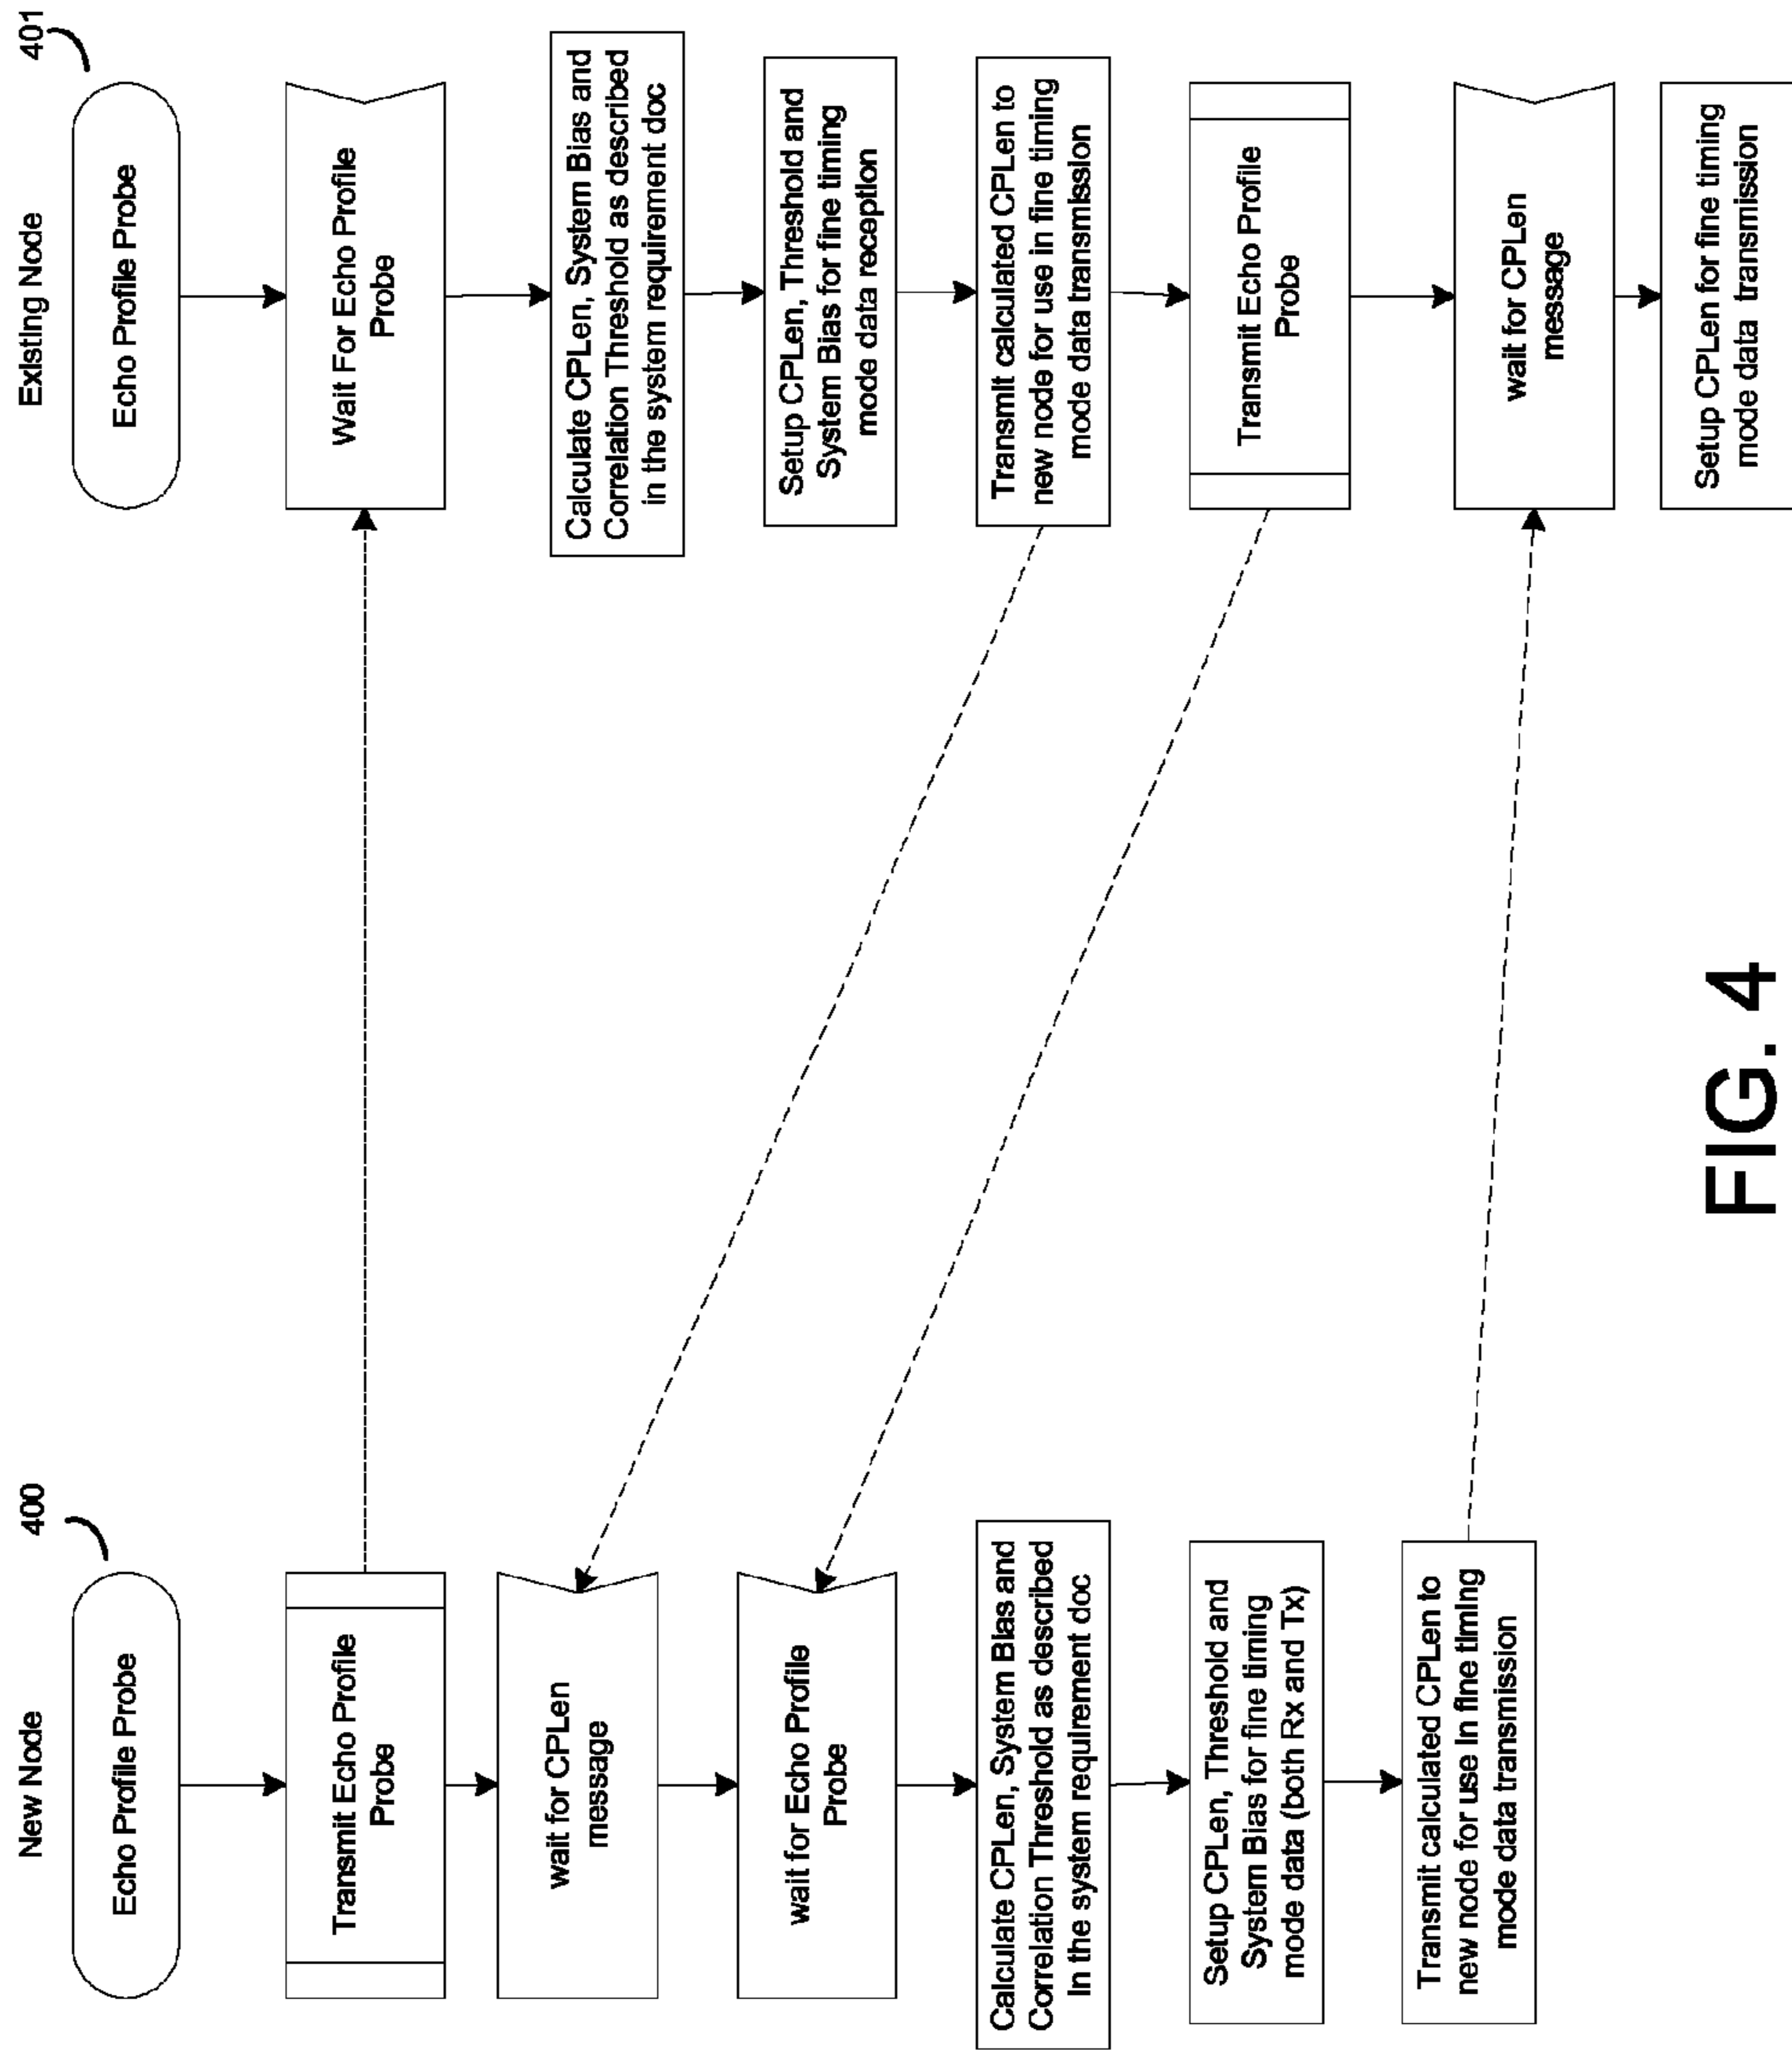 New Node
400
Echo Profile Probe
Transmit Echo Profile
Probe
wait for CPLen
message
wait for Echo Profile
Probe
Calculate CPLen, System Bias and
Correlation Threshold as described
in the system requirement doc
Setup CPLen, Threshold and
System Bias for fine timing
mode data (both Rx and Tx)
Transmit calculated CPLen to
new node for use in fine timing
mode data transmission
Existing Node
401
Echo Profile Probe
Wait For Echo Profile
Probe
Calculate CPLen, System Bias and
Correlation Threshold as described
in the system requirement doc
Setup CPLen, Threshold and
System Bias for fine timing
mode data reception
Transmit calculated CPLen to
new node for use in fine timing
mode data transmission
Transmit Echo Profile
Probe
wait for CPLen
message
Setup CPLen for fine timing
mode data transmission
FIG. 4